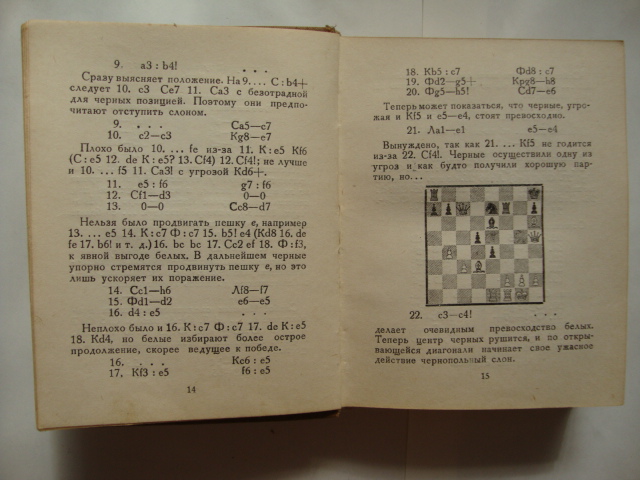 9. a3 : b4! . . .
Сразу выясняет положение. На 9. . . . С : b4+
следует 10. c3 Ce7 11. Ca3 с безотрадной
для черных позицией. Поэтому они предпо-
читают отступить слоном.
9. . . . Ca5—c7
10. c2—c3 Kg8—e7
Плохо было 10. ... fe из-за 11. К : e5 Kf6
(С : e5 12. de К : e5? 13. Cf4) 12. Cf4!; не лучше
и 10. ... f5 11. Ca3! с угрозой Kd6+.
11. e5 : f6 g7 : f6
12. Cf1—d3 0—0
13. 0—0 Cc8—d7
Нельзя было продвигать пешку e, например
13. ... e5 14. К : c7 Ф : c7 15. b5! e4 (Kd8 16. de
fe 17. b6! и т. д.) 16. bc bc 17. Cc2 ef 18. Ф : f3,
к явной выгоде белых. В дальнейшем черные
упорно стремятся продвинуть пешку e, но это
лишь ускоряет их поражение.
14. Cc1—h6 Лf8—f7
15. Фd1—d2 e6—e5
16. d4 : e5 . . .
Неплохо было и 16. К : c7 Ф : c7 17. de К : e5
18. Kd4, но белые избирают более острое
продолжение, скорее ведущее к победе.
16. . . . Kc6 : e5
17. Kf3 : e5 f6 : e5
14
18. Kb5 : c7 Фd8 : c7
19. Фd2—g5+ Kpg8—h8
20. Фg5—h5! Cd7—e6
Теперь может показаться, что черные, угро-
жая и Kf5 и e5—e4, стоят превосходно.
21. Ла1—e1 e5—e4
Вынуждено, так как 21. ... Kf5 не годится
из-за 22. Cf4!. Черные осуществили одну из
угроз и как будто получили хорошую пар-
тию, но...
22. c3—c4! . . .
делает очевидным превосходство белых.
Теперь центр черных рушится, и по откры-
вающейся диагонали начинает свое ужасное
действие чернопольный слон.
15